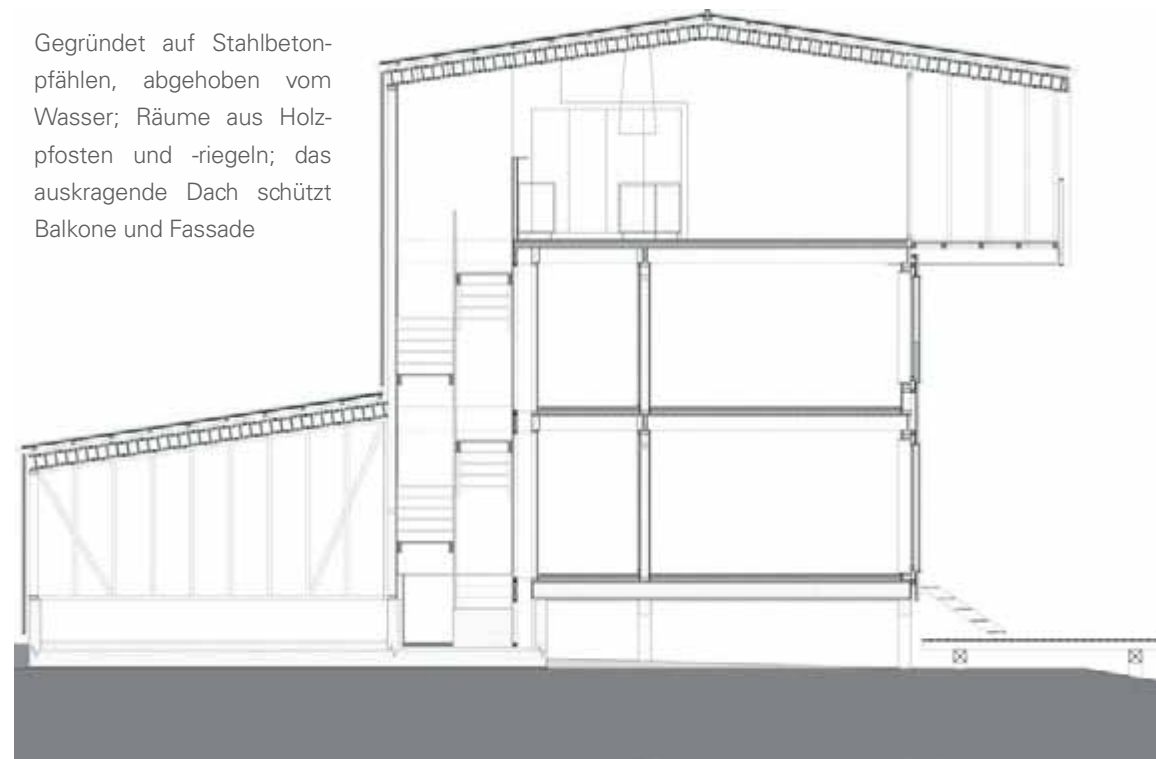 Gegründet auf Stahlbeton-
pfählen, abgehoben vom
Wasser; Räume aus Holz-
pfosten und -riegeln; das
auskragende Dach schützt
Balkone und Fassade